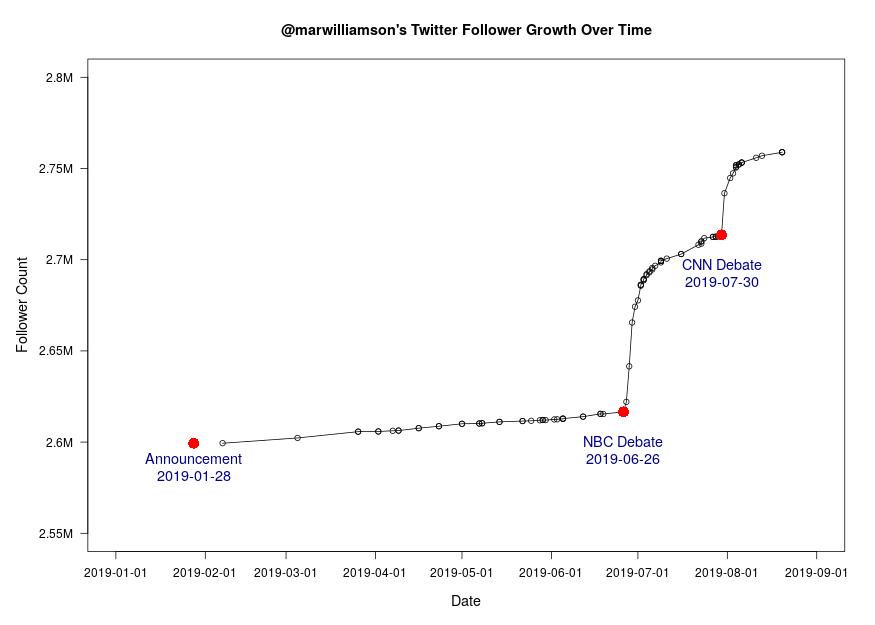 @marwilliamson's Twitter Follower Growth Over Time
2.8M
2.75M
2.7M
2.65M
2.6M
2.55M
Follower Count
CNN Debate
2019-07-30
NBC Debate
2019-06-26
Announcement
2019-01-28
2019-01-01 2019-02-01 2019-03-01 2019-04-01 2019-05-01 2019-06-01 2019-07-01 2019-08-01 2019-09-01
Date